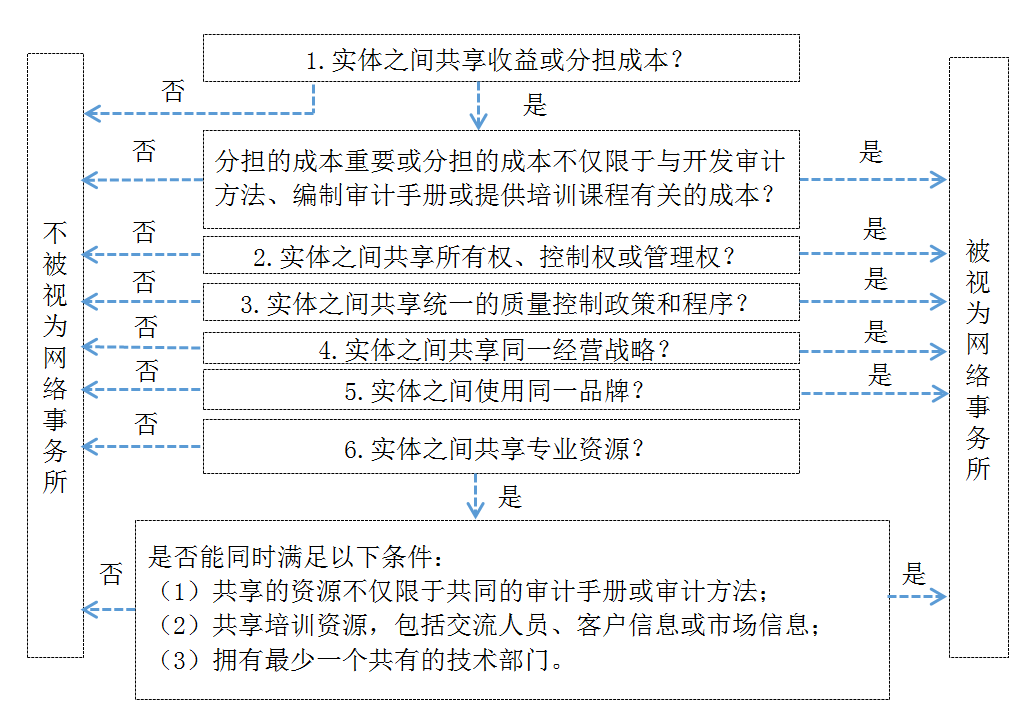 1.实体之间共享收益或分担成本？
否
是
否
分担的成本重要或分担的成本不仅限于与开发审计
方法、编制审计手册或提供培训课程有关的成本？
是
否
2.实体之间共享所有权、控制权或管理权？
是
否
3.实体之间共享统一的质量控制政策和程序？
是
否
4.实体之间共享同一经营战略？
是
否
5.实体之间使用同一品牌？
是
否
6.实体之间共享专业资源？
是
不被视为网络事务所
被视为网络事务所
是否能同时满足以下条件：
（1）共享的资源不仅限于共同的审计手册或审计方法；
（2）共享培训资源，包括交流人员、客户信息或市场信息；
（3）拥有最少一个共有的技术部门。
否
是